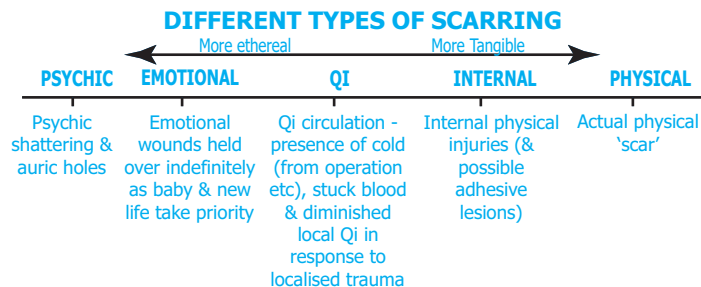 DIFFERENT TYPES OF SCARRING
More ethereal
More Tangible
PSYCHIC
EMOTIONAL
QI
INTERNAL
PHYSICAL
Psychic
shattering &
auric holes
Emotional
wounds held
over indefinitely
as baby & new
life take priority
Qi circulation -
presence of cold
(from operation
etc), stuck blood
& diminished
local Qi in
response to
localised trauma
Internal physical
injuries (&
possible
adhesive
lesions)
Actual physical
‘scar’